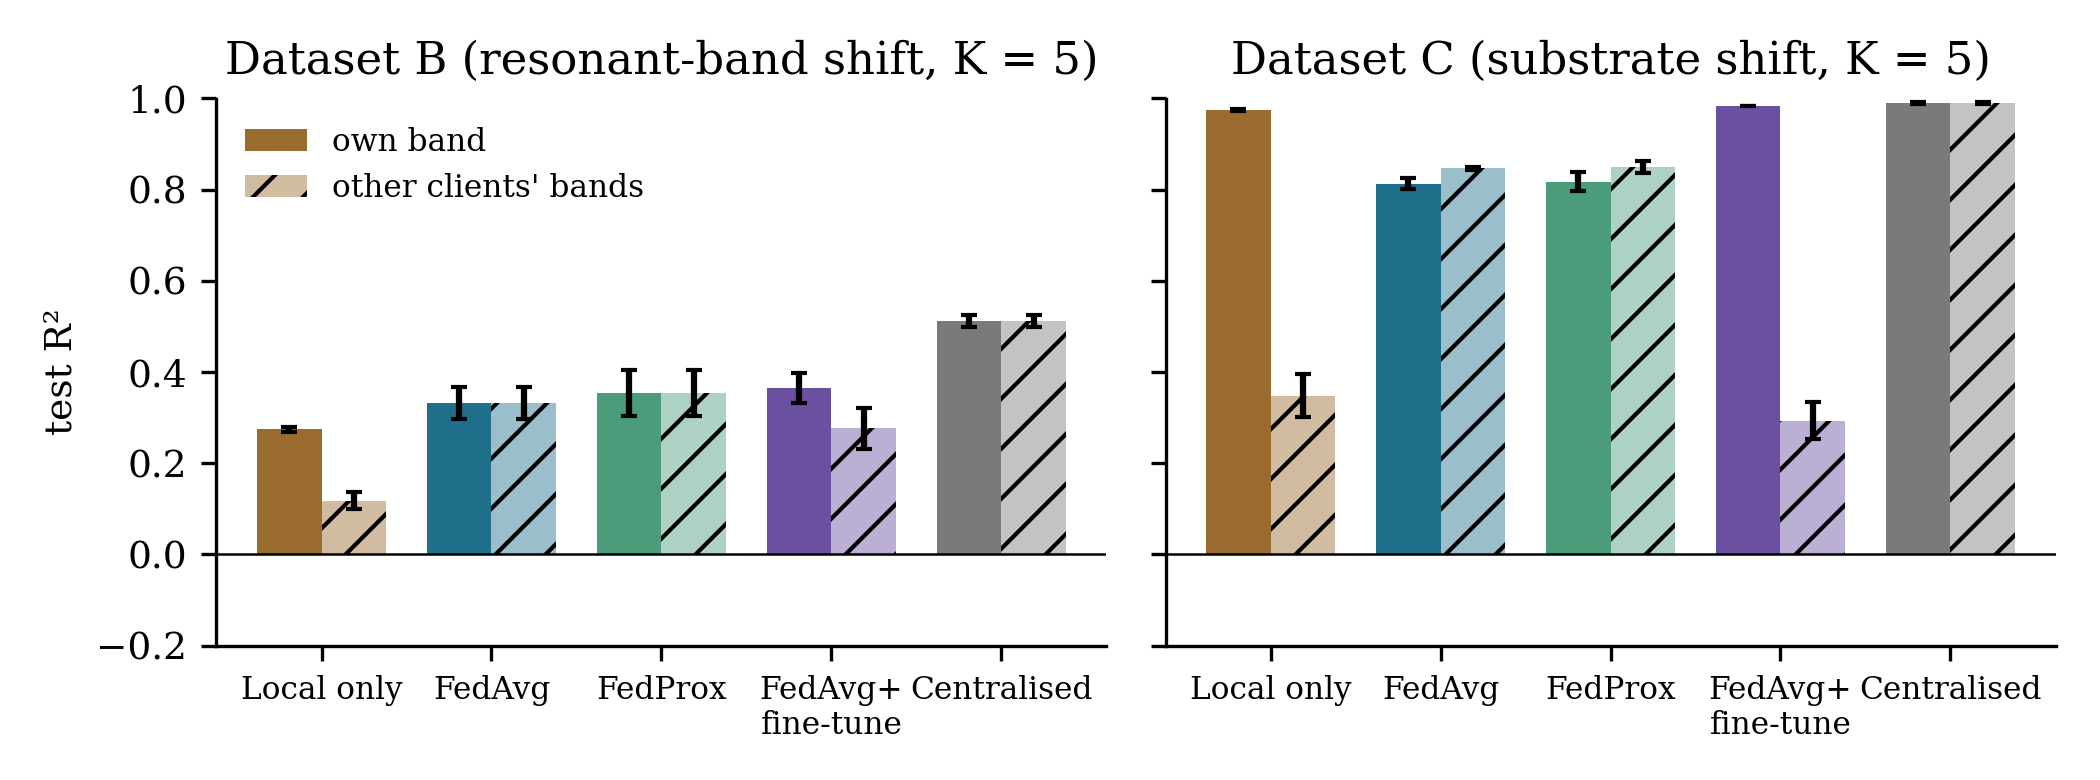 Dataset B (resonant-band shift, K = 5)
Dataset C (substrate shift, K = 5)
test R²
1.0
0.8
0.6
0.4
0.2
0.0
−0.2
own band
other clients' bands
Local only
FedAvg
FedProx
FedAvg+
fine-tune
Centralised
Local only
FedAvg
FedProx
FedAvg+
fine-tune
Centralised